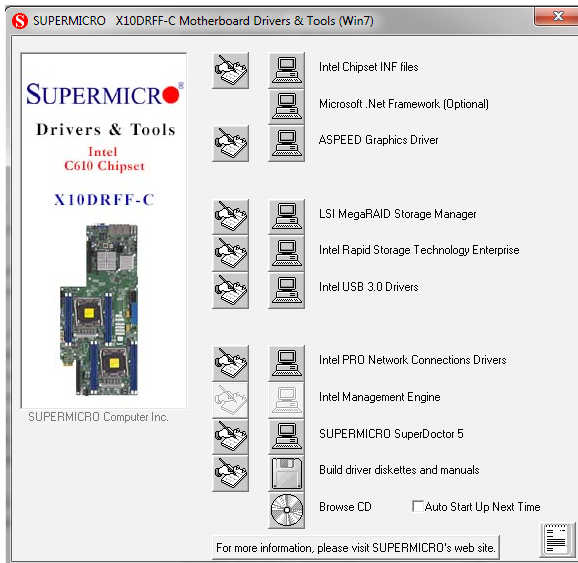 SUPERMICRO X10DRFF-C Motherboard Drivers & Tools (Win7)
SUPERMICRO
Drivers & Tools
Intel
C610 Chipset
X10DRFF-C
SUPERMICRO Computer Inc.
Intel Chipset INF files
Microsoft .Net Framework (Optional)
ASPEED Graphics Driver
LSI MegaRAID Storage Manager
Intel Rapid Storage Technology Enterprise
Intel USB 3.0 Drivers
Intel PRO Network Connections Drivers
Intel Management Engine
SUPERMICRO SuperDoctor 5
Build driver diskettes and manuals
Browse CD
Auto Start Up Next Time
For more information, please visit SUPERMICRO's web site.